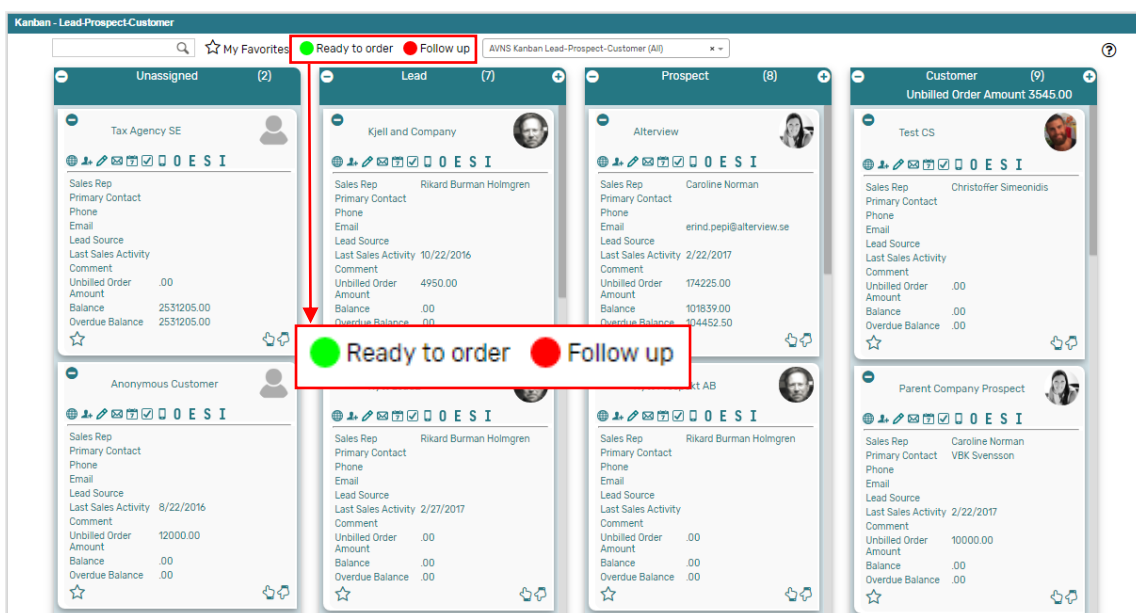 Kanban - Lead-Prospect-Customer
My Favorites Ready to order Follow up AVNS Kanban Lead-Prospect-Customer (All)
Unassigned (2)
Tax Agency SE
O E S I
Sales Rep
Primary Contact
Phone
Email
Lead Source
Last Sales Activity
Comment
Unbilled Order Amount .00
Balance 2531205.00
Overdue Balance 2531205.00
Anonymous Customer
O E S I
Sales Rep
Primary Contact
Phone
Email
Lead Source
Last Sales Activity 8/22/2016
Comment
Unbilled Order Amount 12000.00
Balance .00
Overdue Balance .00
Lead (7)
Kjell and Company
O E S I
Sales Rep Rikard Burman Holmgren
Primary Contact
Phone
Email
Lead Source
Last Sales Activity 10/22/2016
Comment
Unbilled Order Amount 4950.00
Balance .00
Overdue Balance .00
Ready to order Follow up
O E S I
Sales Rep Rikard Burman Holmgren
Primary Contact
Phone
Email
Lead Source
Last Sales Activity 2/27/2017
Comment
Unbilled Order Amount .00
Balance .00
Overdue Balance .00
Prospect (8)
Alterview
O E S I
Sales Rep Caroline Norman
Primary Contact
Phone
Email erind.pepi@alterview.se
Lead Source
Last Sales Activity 2/22/2017
Comment
Unbilled Order Amount 174225.00
Balance 101839.00
Overdue Balance 104452.50
AB
O E S I
Sales Rep Rikard Burman Holmgren
Primary Contact
Phone
Email
Lead Source
Last Sales Activity
Comment
Unbilled Order Amount .00
Balance .00
Overdue Balance .00
Customer (9)
Unbilled Order Amount 3545.00
Test CS
O E S I
Sales Rep Christoffer Simeonidis
Primary Contact
Phone
Email
Lead Source
Last Sales Activity
Comment
Unbilled Order Amount .00
Balance .00
Overdue Balance .00
Parent Company Prospect
O E S I
Sales Rep Caroline Norman
Primary Contact VBK Svensson
Phone
Email
Lead Source
Last Sales Activity 2/22/2017
Comment
Unbilled Order Amount 10000.00
Balance .00
Overdue Balance .00